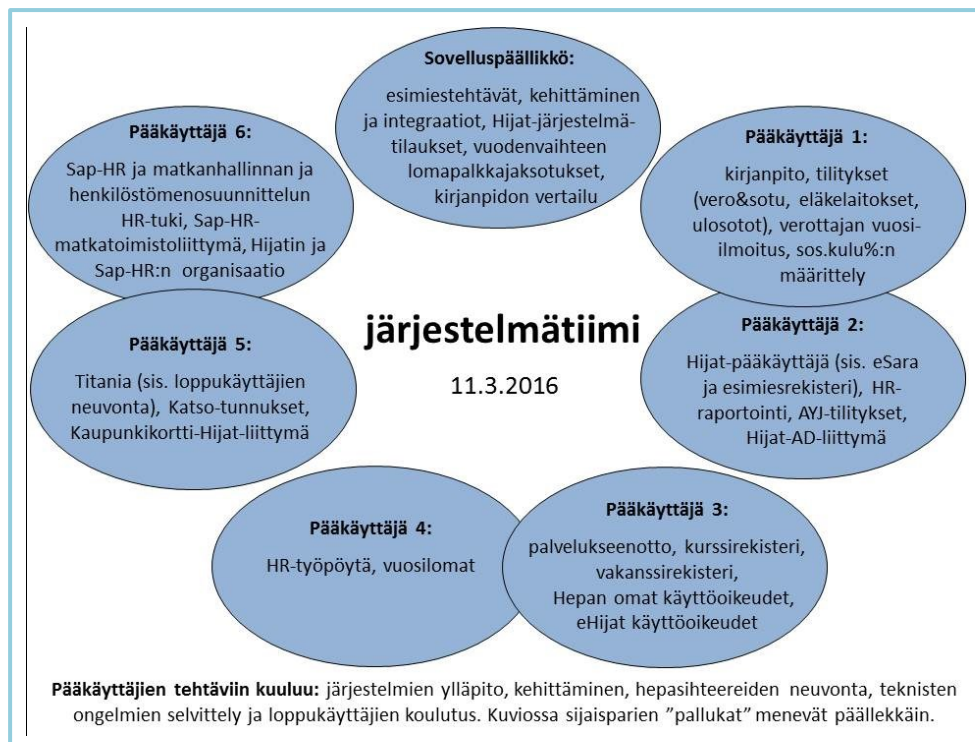 Sovelluspäällikkö:
esimiestehtävät, kehittäminen
ja integraatiot, Hijat-järjestelmä-
tilaukset, vuodenvaihteen
lomapalkkajaksotukset,
kirjanpidon vertailu
Pääkäyttäjä 1:
kirjanpito, tilitykset
(vero&sotu, eläkelaitokset,
ulosotot), verottajan vuosi-
ilmoitus, sos.kulu%:n
määrittely
Pääkäyttäjä 2:
Hijat-pääkäyttäjä (sis. eSara
ja esimiesrekisteri), HR-
raportointi, AYJ-tilitykset,
Hijat-AD-liittymä
Pääkäyttäjä 3:
palvelukseenotto, kurssirekisteri,
vakanssirekisteri,
Hepan omat käyttöoikeudet,
eHijat käyttöoikeudet
Pääkäyttäjä 4:
HR-työpöytä, vuosilomat
Pääkäyttäjä 5:
Titania (sis. loppukäyttäjien
neuvonta), Katso-tunnukset,
Kaupunkikortti-Hijat-liittymä
Pääkäyttäjä 6:
Sap-HR ja matkanhallinnan ja
henkilöstömenosuunnittelun
HR-tuki, Sap-HR-
matkatoimistoliittymä, Hijatin ja
Sap-HR:n organisaatio
järjestelmätiimi
11.3.2016
Pääkäyttäjien tehtäviin kuuluu: järjestelmien ylläpito, kehittäminen, hepasihteereiden neuvonta, teknisten
ongelmien selvittely ja loppukäyttäjien koulutus. Kuviossa sijaisparien ”pallukat” menevät päällekkäin.